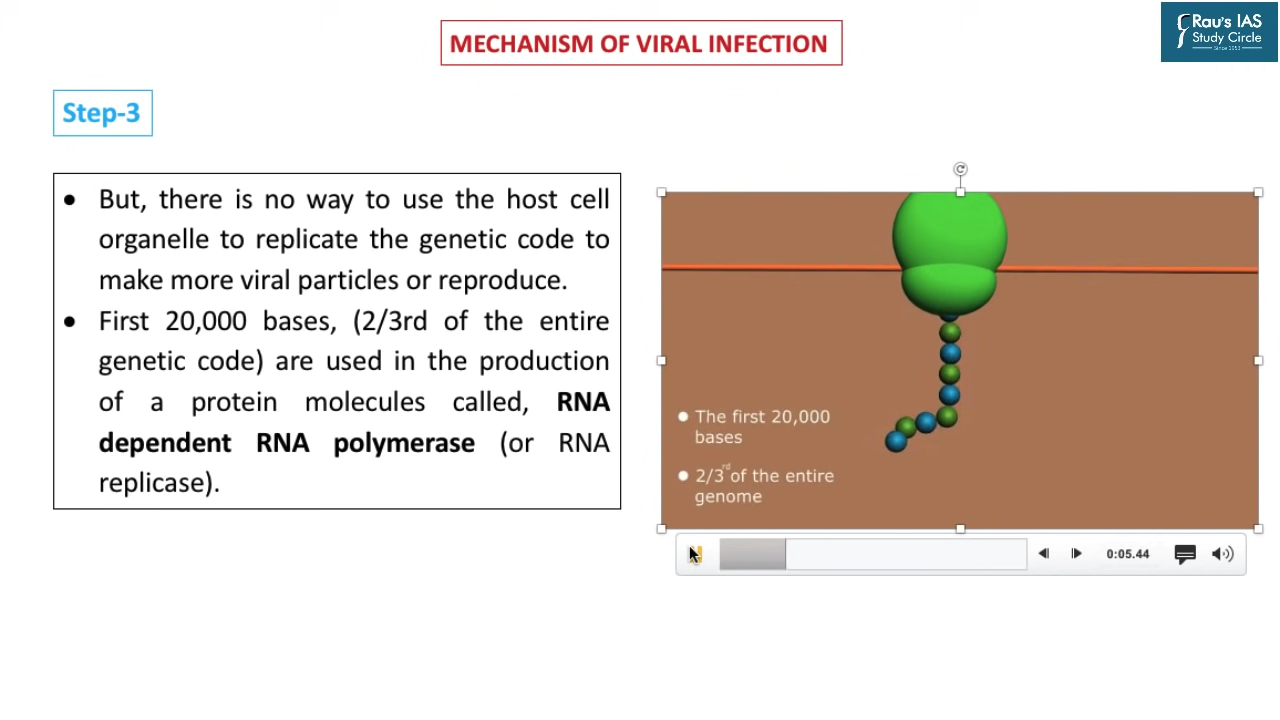 MECHANISM OF VIRAL INFECTION
Rau's IAS
Study Circle
Since 1953
Step-3
• But, there is no way to use the host cell
organelle to replicate the genetic code to
make more viral particles or reproduce.
• First 20,000 bases, (2/3rd of the entire
genetic code) are used in the production
of a protein molecules called, RNA
dependent RNA polymerase (or RNA
replicase).
• The first 20,000
bases
• 2/3rd of the entire
genome
0:05.44